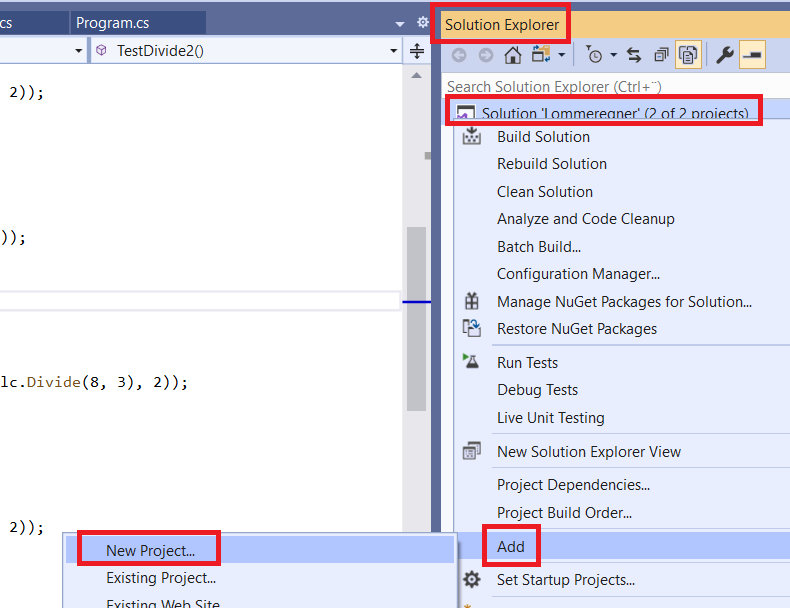 cs
Program.cs
TestDivide2()
2));
));
lc.Divide(8, 3), 2));
2));
Solution Explorer
Search Solution Explorer (Ctrl+¨)
Solution 'Lommeregner' (2 of 2 projects)
Build Solution
Rebuild Solution
Clean Solution
Analyze and Code Cleanup
Batch Build...
Configuration Manager...
Manage NuGet Packages for Solution...
Restore NuGet Packages
Run Tests
Debug Tests
Live Unit Testing
New Solution Explorer View
Project Dependencies...
Project Build Order...
Add
Set Startup Projects...
New Project...
Existing Project...
Existing Web Site